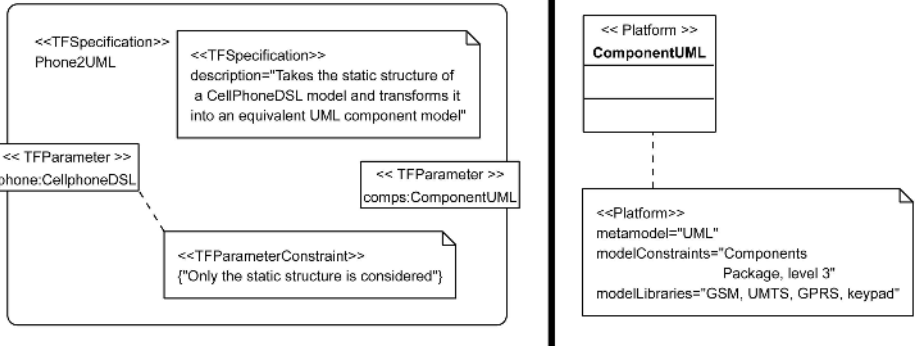 <<TFSpecification>>
Phone2UML
<<TFSpecification>>
description="Takes the static structure of
a CellPhoneDSL model and transforms it
into an equivalent UML component model"
<< TFParameter >>
phone:CellphoneDSL
<< TFParameter >>
comps:ComponentUML
<<TFParameterConstraint>>
{"Only the static structure is considered"}
<< Platform >>
ComponentUML
<<Platform>>
metamodel="UML"
modelConstraints="Components
Package, level 3"
modelLibraries="GSM, UMTS, GPRS, keypad"